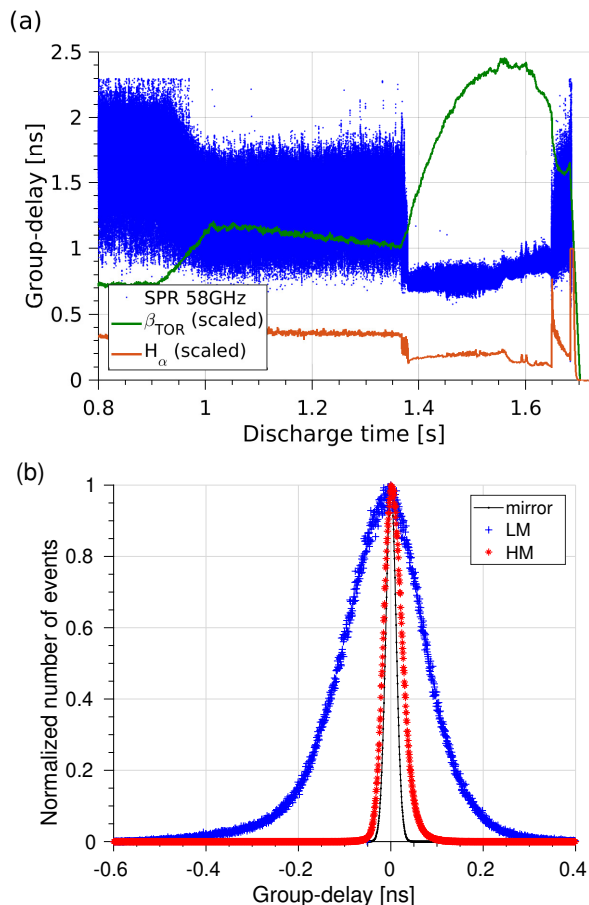 (a)
2.5
2
1.5
1
0.5
0
Group-delay [ns]
SPR 58GHz
β_TOR (scaled)
H_α (scaled)
0.8 1 1.2 1.4 1.6
Discharge time [s]
(b)
1
0.8
0.6
0.4
0.2
0
Normalized number of events
mirror
LM
HM
-0.6 -0.4 -0.2 0 0.2 0.4
Group-delay [ns]